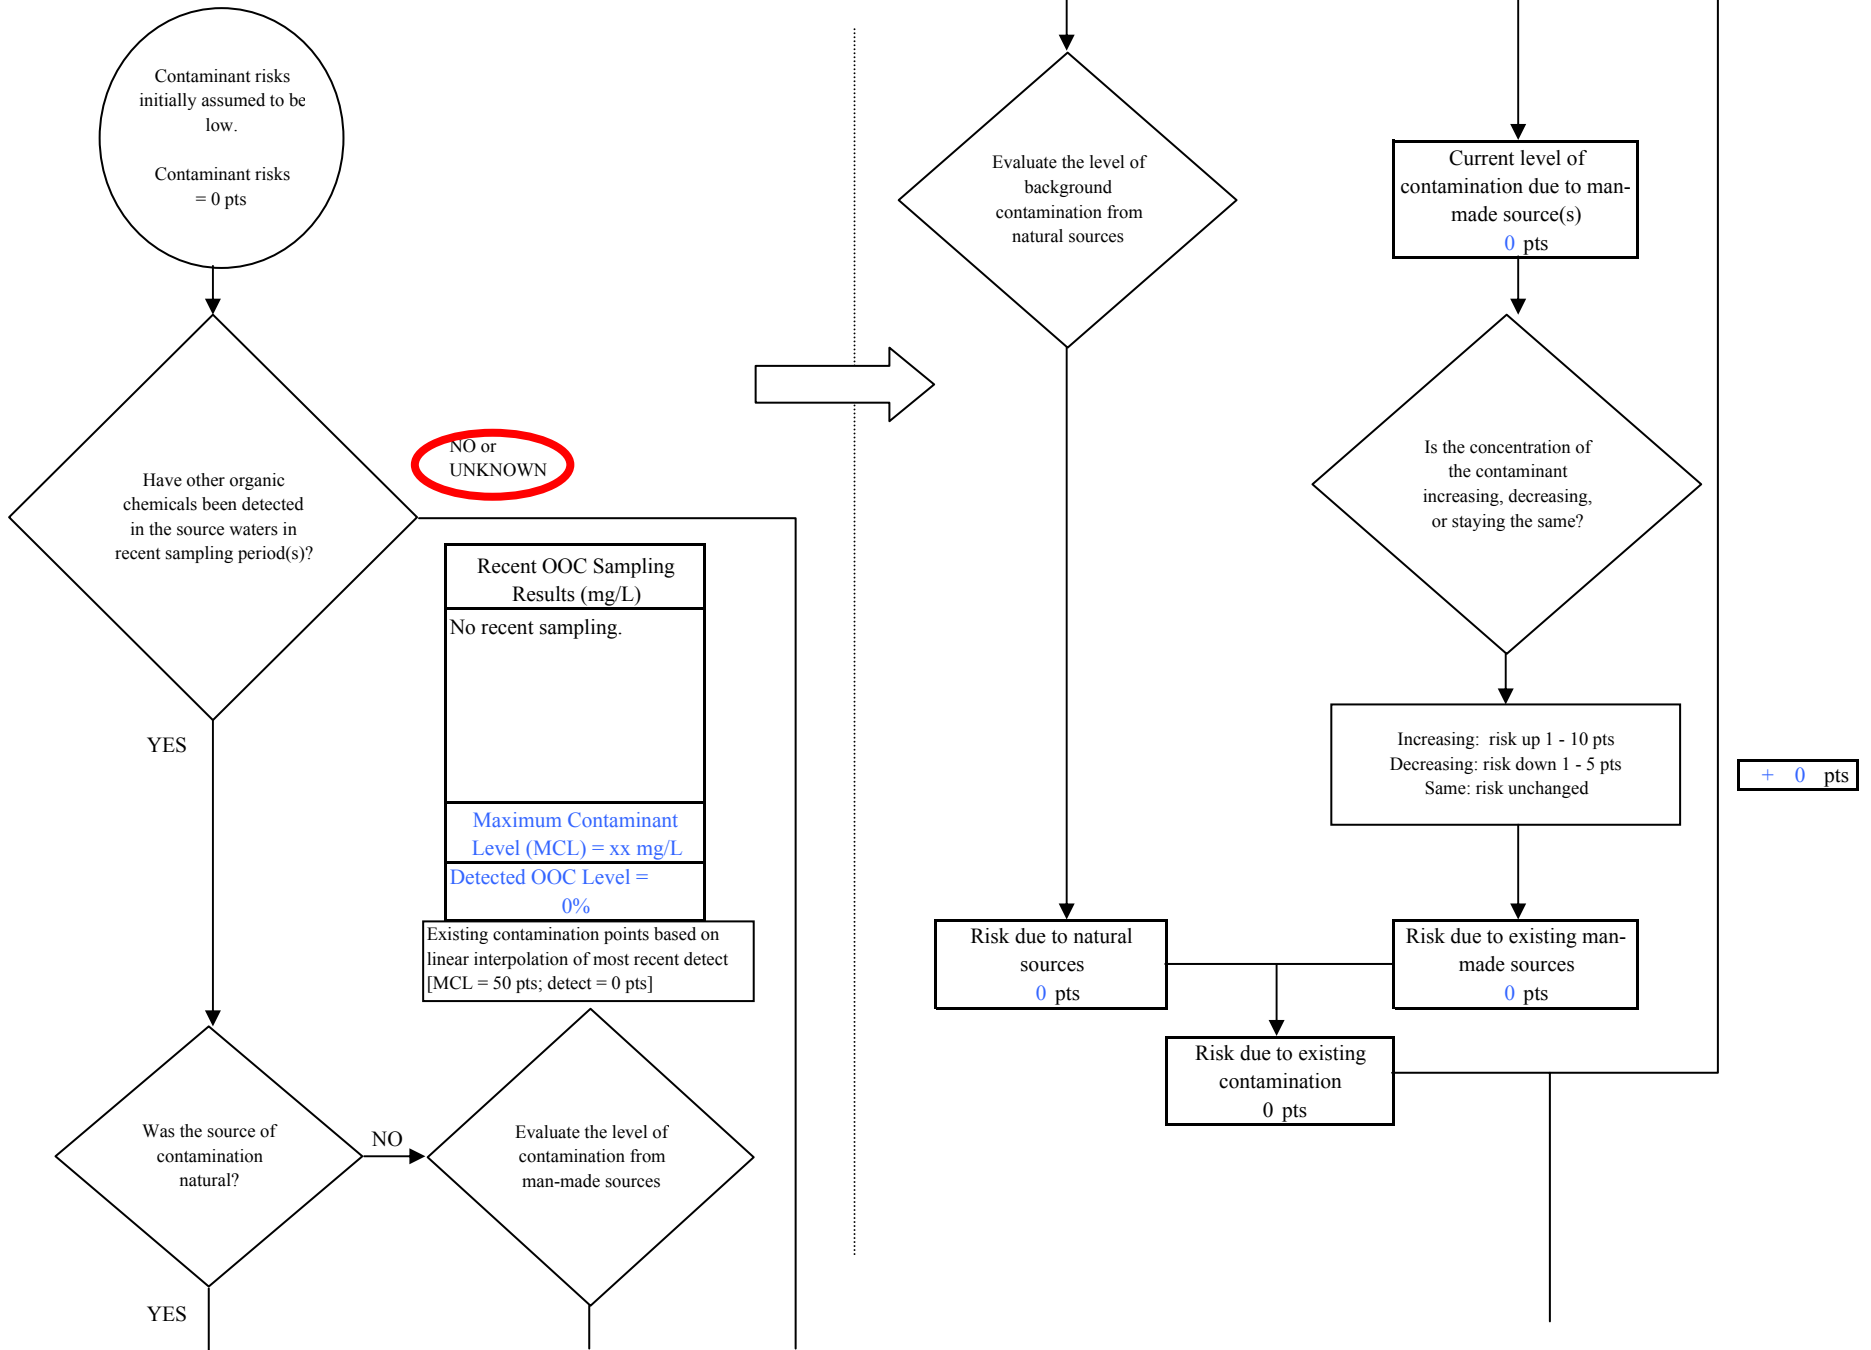 Contaminant risks
initially assumed to be
low.
Contaminant risks
= 0 pts
Have other organic
chemicals been detected
in the source waters in
recent sampling period(s)?
NO or
UNKNOWN
YES
Recent OOC Sampling
Results (mg/L)
No recent sampling.
Maximum Contaminant
Level (MCL) = xx mg/L
Detected OOC Level =
0%
Existing contamination points based on
linear interpolation of most recent detect
[MCL = 50 pts; detect = 0 pts]
Was the source of
contamination
natural?
NO
Evaluate the level of
contamination from
man-made sources
YES
Evaluate the level of
background
contamination from
natural sources
Current level of
contamination due to man-
made source(s)
0 pts
Is the concentration of
the contaminant
increasing, decreasing,
or staying the same?
Increasing: risk up 1 - 10 pts
Decreasing: risk down 1 - 5 pts
Same: risk unchanged
+ 0 pts
Risk due to natural
sources
0 pts
Risk due to existing man-
made sources
0 pts
Risk due to existing
contamination
0 pts